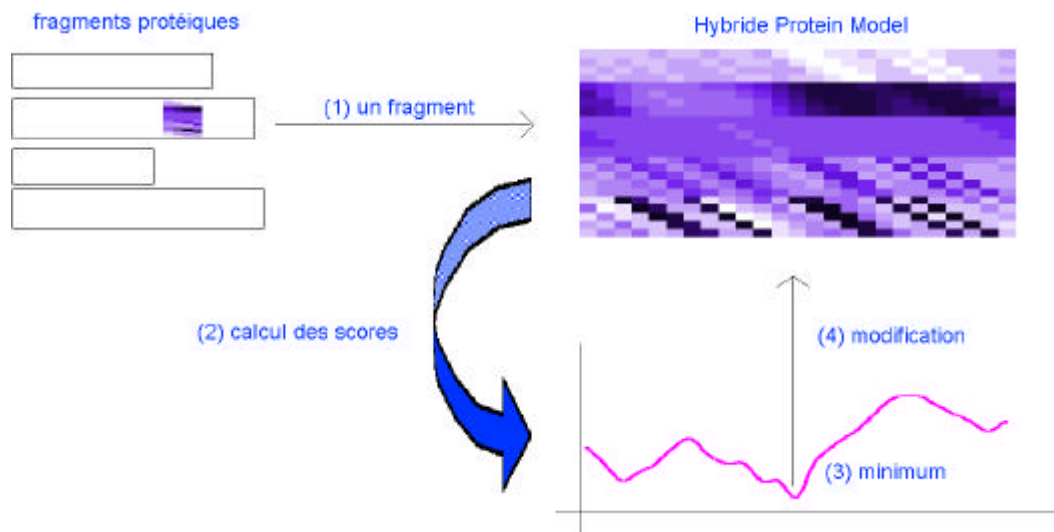 fragments protéiques
Hybride Protein Model
(1) un fragment
(2) calcul des scores
(4) modification
(3) minimum